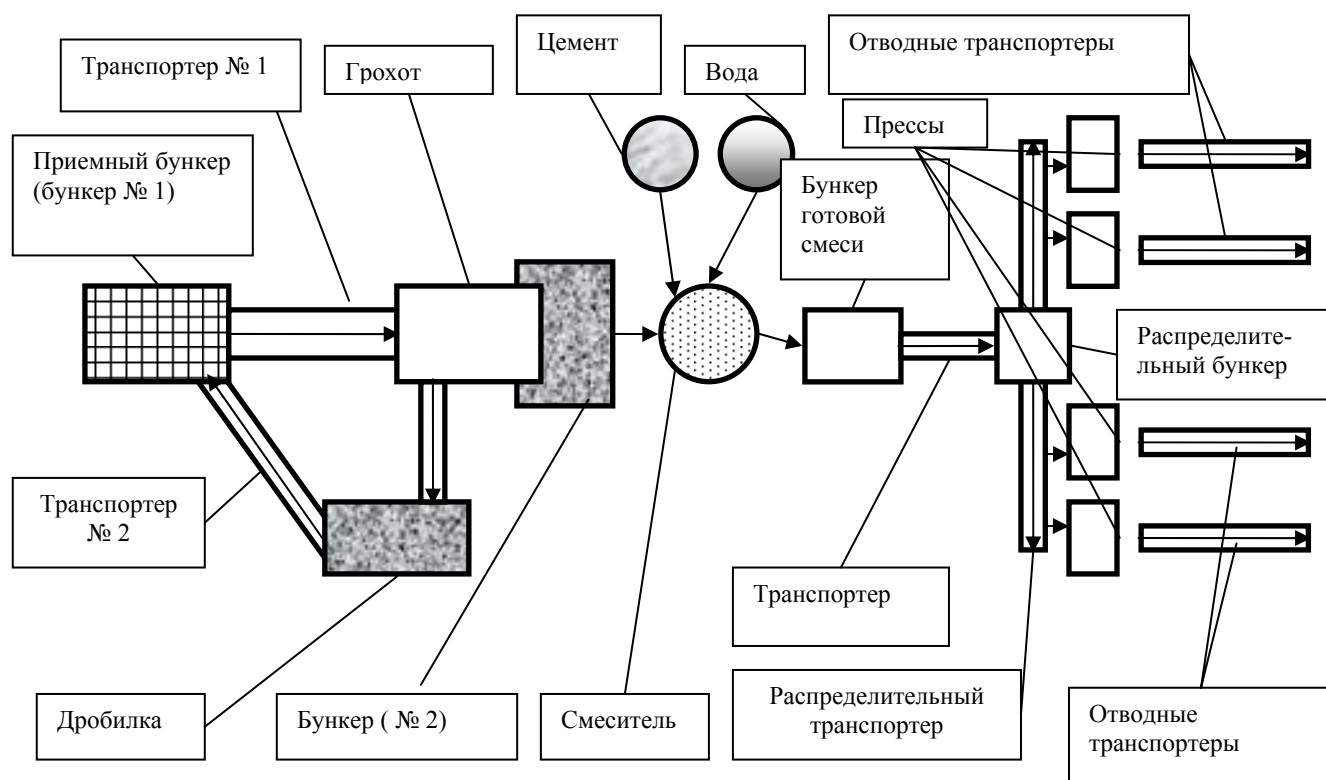 Цемент
Отводные транспортеры
Транспортер № 1
Грохот
Вода
Прессы
Приемный бункер
(бункер № 1)
Бункер
готовой
смеси
Распределите-
льный бункер
Транспортер
№ 2
Транспортер
Дробилка
Бункер ( № 2)
Смеситель
Распределительный
транспортер
Отводные
транспортеры